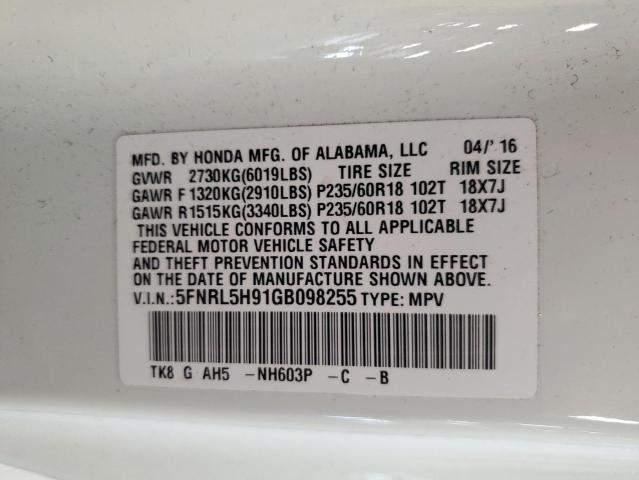 MFD. BY HONDA MFG. OF ALABAMA, LLC 04/'16
GVWR 2730KG(6019LBS) TIRE SIZE RIM SIZE
GAWR F 1320KG(2910LBS) P235/60R18 102T 18X7J
GAWR R1515KG(3340LBS) P235/60R18 102T 18X7J
THIS VEHICLE CONFORMS TO ALL APPLICABLE
FEDERAL MOTOR VEHICLE SAFETY
AND THEFT PREVENTION STANDARDS IN EFFECT
ON THE DATE OF MANUFACTURE SHOWN ABOVE.
V.I.N.:5FNRL5H91GB098255 TYPE: MPV
TK8 G AH5 -NH603P -C -B